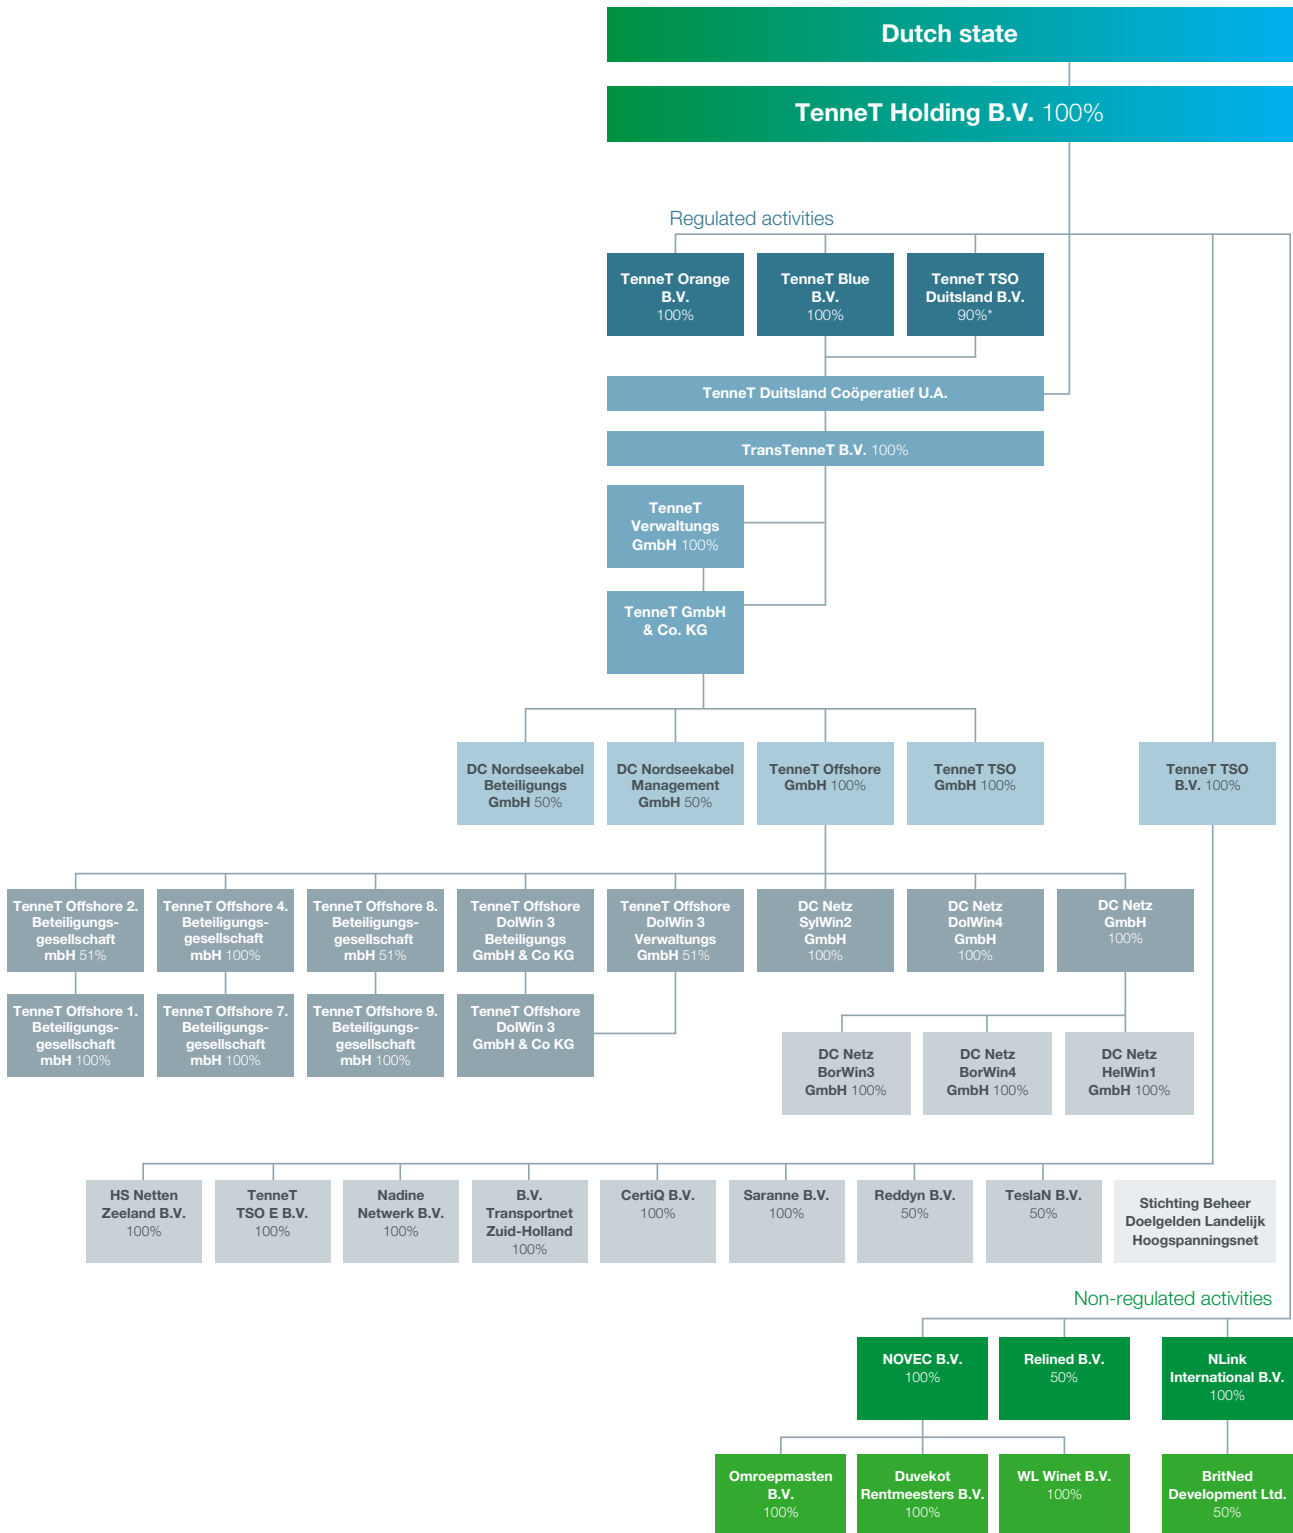 Dutch state
TenneT Holding B.V. 100%
Regulated activities
TenneT Orange
B.V.
100%
TenneT Blue
B.V.
100%
TenneT TSO
Duitsland B.V.
90%*
TenneT Duitsland Coöperatief U.A.
TransTenneT B.V. 100%
TenneT
Verwaltungs
GmbH 100%
TenneT GmbH
& Co. KG
DC Nordseekabel
Beteiligungs
GmbH 50%
DC Nordseekabel
Management
GmbH 50%
TenneT Offshore
GmbH 100%
TenneT TSO
GmbH 100%
TenneT TSO
B.V. 100%
TenneT Offshore 2.
Beteiligungs-
gesellschaft
mbH 51%
TenneT Offshore 4.
Beteiligungs-
gesellschaft
mbH 100%
TenneT Offshore 8.
Beteiligungs-
gesellschaft
mbH 51%
TenneT Offshore
DolWin 3
Beteiligungs
GmbH & Co KG
TenneT Offshore
DolWin 3
Verwaltungs
GmbH 51%
DC Netz
SylWin2
GmbH
100%
DC Netz
DolWin4
GmbH
100%
DC Netz
GmbH
100%
TenneT Offshore 1.
Beteiligungs-
gesellschaft
mbH 100%
TenneT Offshore 7.
Beteiligungs-
gesellschaft
mbH 100%
TenneT Offshore 9.
Beteiligungs-
gesellschaft
mbH 100%
TenneT Offshore
DolWin 3
GmbH & Co KG
DC Netz
BorWin3
GmbH 100%
DC Netz
BorWin4
GmbH 100%
DC Netz
HelWin1
GmbH 100%
HS Netten
Zeeland B.V.
100%
TenneT
TSO E B.V.
100%
Nadine
Netwerk B.V.
100%
B.V.
Transportnet
Zuid-Holland
100%
CertiQ B.V.
100%
Saranne B.V.
100%
Reddyn B.V.
50%
TeslaN B.V.
50%
Stichting Beheer
Doelgelden Landelijk
Hoogspanningsnet
Non-regulated activities
NOVEC B.V.
100%
Relined B.V.
50%
NLink
International B.V.
100%
Omroepmasten
B.V.
100%
Duvekot
Rentmeesters B.V.
100%
WL Winet B.V.
100%
BritNed
Development Ltd.
50%